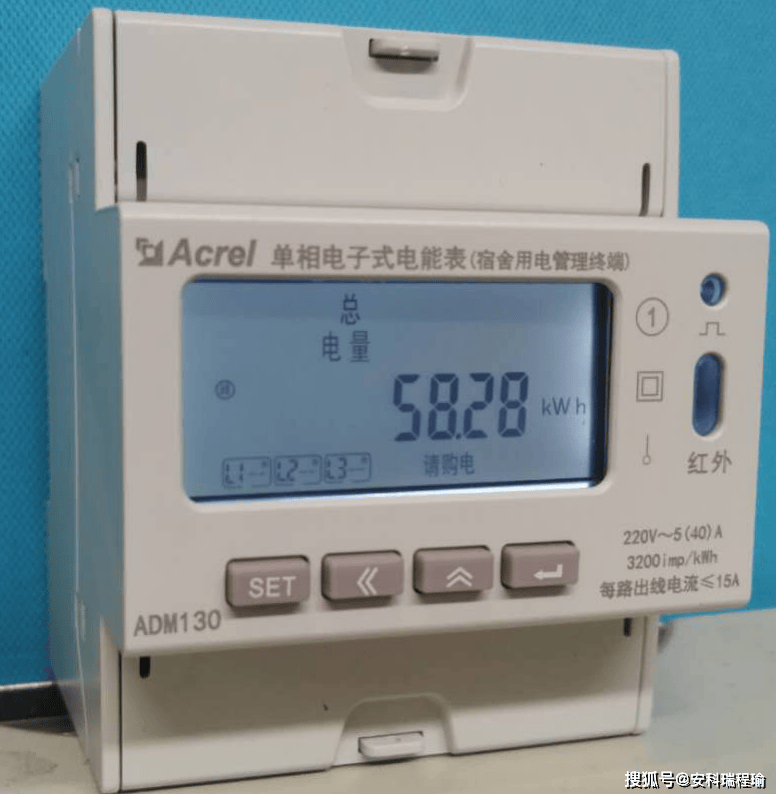 Acrel 单相电子式电能表(宿舍用电管理终端)
总
电量
58.28 kWh
L1 L2 L3
请购电
1
红外
220V～5(40)A
3200imp/kWh
每路出线电流≤15A
SET
ADM130
搜狐号@安科瑞程瑜